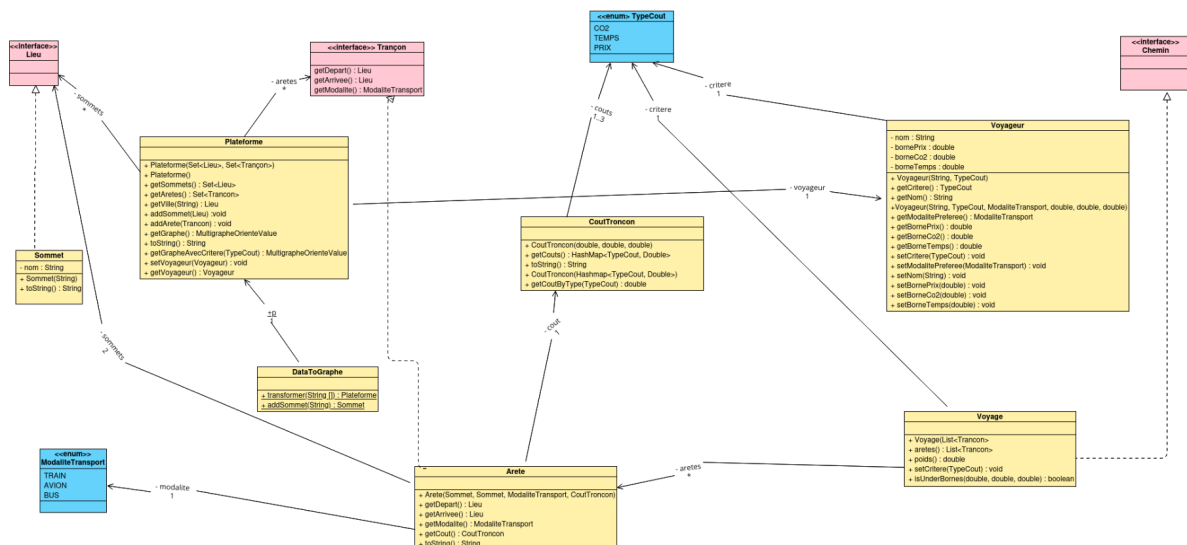 <<interface>>
Lieu
<<interface>> Trançon
getDepart() : Lieu
getArrivee() : Lieu
getModalite() : ModaliteTransport
<<enum> TypeCout
CO2
TEMPS
PRIX
<<interface>>
Chemin
- sommets
*
- aretes
*
- couts
1..3
- critere
1
- critere
1
Plateforme
+ Plateforme(Set<Lieu>, Set<Trançon>)
+ Plateforme()
+ getSommets() : Set<Lieu>
+ getAretes() : Set<Trancon>
+ getVille(String) : Lieu
+ addSommet(Lieu) :void
+ addArete(Trancon) : void
+ getGraphe() : MultigrapheOrienteValue
+ toString() : String
+ getGrapheAvecCritere(TypeCout) : MultigrapheOrienteValue
+ setVoyageur(Voyageur) : void
+ getVoyageur() : Voyageur
- voyageur
1
Voyageur
- nom : String
- bornePrix : double
- borneCo2 : double
- borneTemps : double
+ Voyageur(String, TypeCout)
+ getCritere() : TypeCout
+ getNom() : String
+Voyageur(String, TypeCout, ModaliteTransport, double, double, double)
+ getModalitePreferee() : ModaliteTransport
+ getBornePrix() : double
+ getBorneCo2() : double
+ getBorneTemps() : double
+ setCritere(TypeCout) : void
+ setModalitePreferee(ModaliteTransport) : void
+ setNom(String) : void
+ setBornePrix(double) : void
+ setBorneCo2(double) : void
+ setBorneTemps(double) : void
CoutTroncon
+ CoutTroncon(double, double, double)
+ getCouts() : HashMap<TypeCout, Double>
+ toString() : String
+ CoutTroncon(Hashmap<TypeCout, Double>)
+ getCoutByType(TypeCout) : double
Sommet
- nom : String
+ Sommet(String)
+ toString() : String
+p
1
- cout
1
- sommets
2
DataToGraphe
+ transformer(String []) : Plateforme
+ addSommet(String) : Sommet
<<enum>>
ModaliteTransport
TRAIN
AVION
BUS
- modalite
1
Arete
+ Arete(Sommet, Sommet, ModaliteTransport, CoutTroncon)
+ getDepart() : Lieu
+ getArrivee() : Lieu
+ getModalite() : ModaliteTransport
+ getCout() : CoutTroncon
+ toString() : String
- aretes
*
Voyage
+ Voyage(List<Trancon>
+ aretes() : List<Trancon>
+ poids() : double
+ setCritere(TypeCout) : void
+ isUnderBornes(double, double, double) : boolean